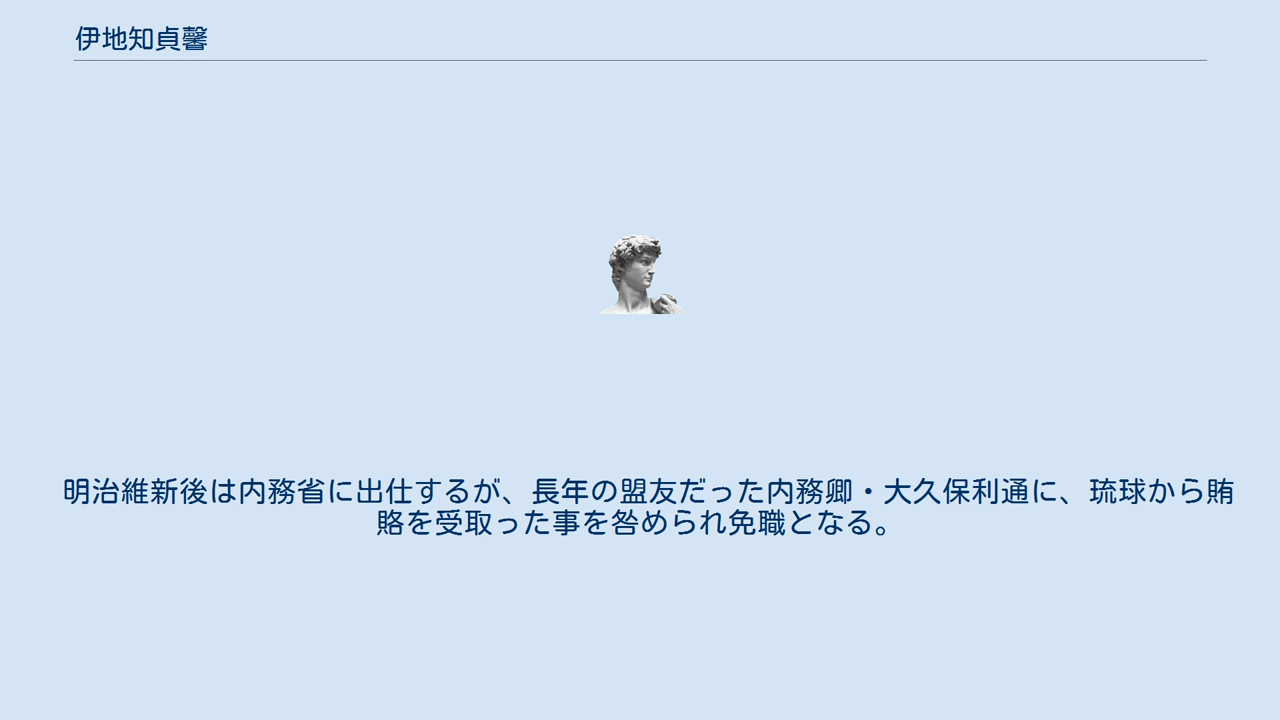 伊地知貞馨
明治維新後は内務省に出仕するが、長年の盟友だった内務卿・大久保利通に、琉球から賄
賂を受取った事を咎められ免職となる。